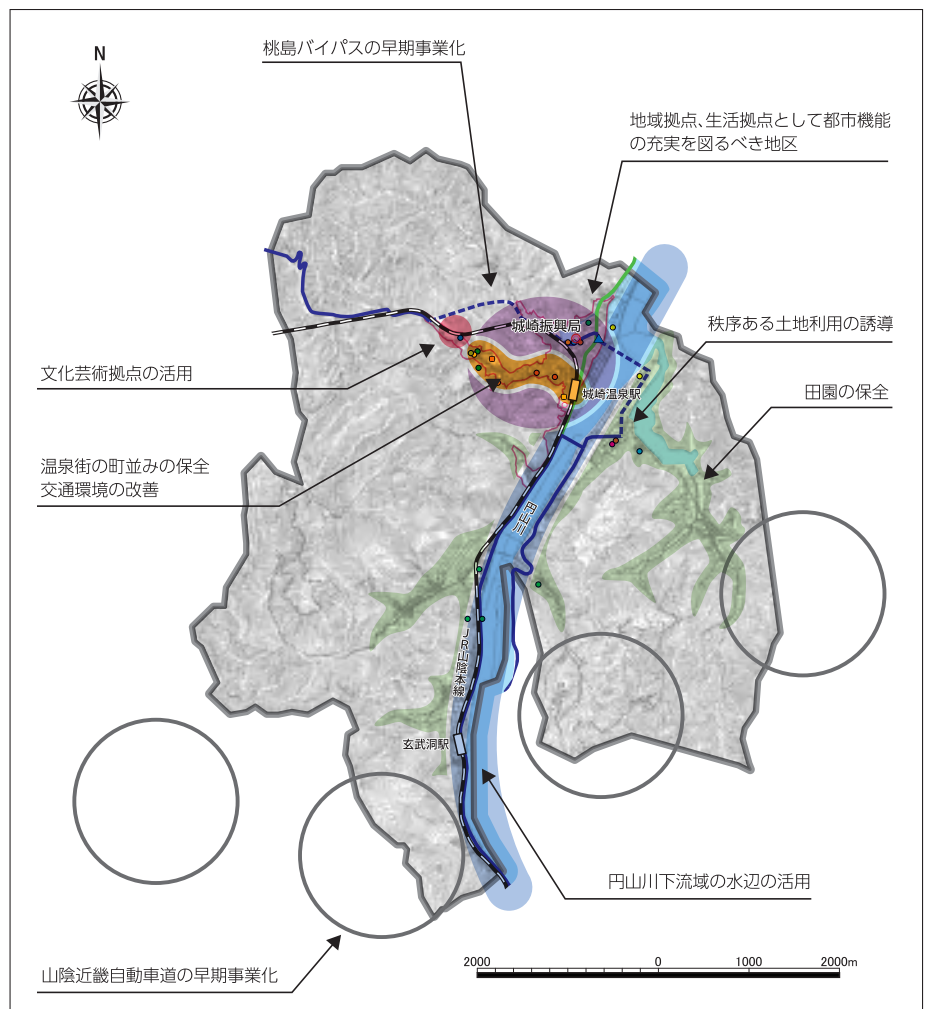 N
桃島バイパスの早期事業化
地域拠点、生活拠点として都市機能
の充実を図るべき地区
城崎振興局
秩序ある土地利用の誘導
文化芸術拠点の活用
城崎温泉駅
田園の保全
温泉街の町並みの保全
交通環境の改善
円山川
JR山陰本線
玄武洞駅
円山川下流域の水辺の活用
山陰近畿自動車道の早期事業化
2000 0 1000 2000m